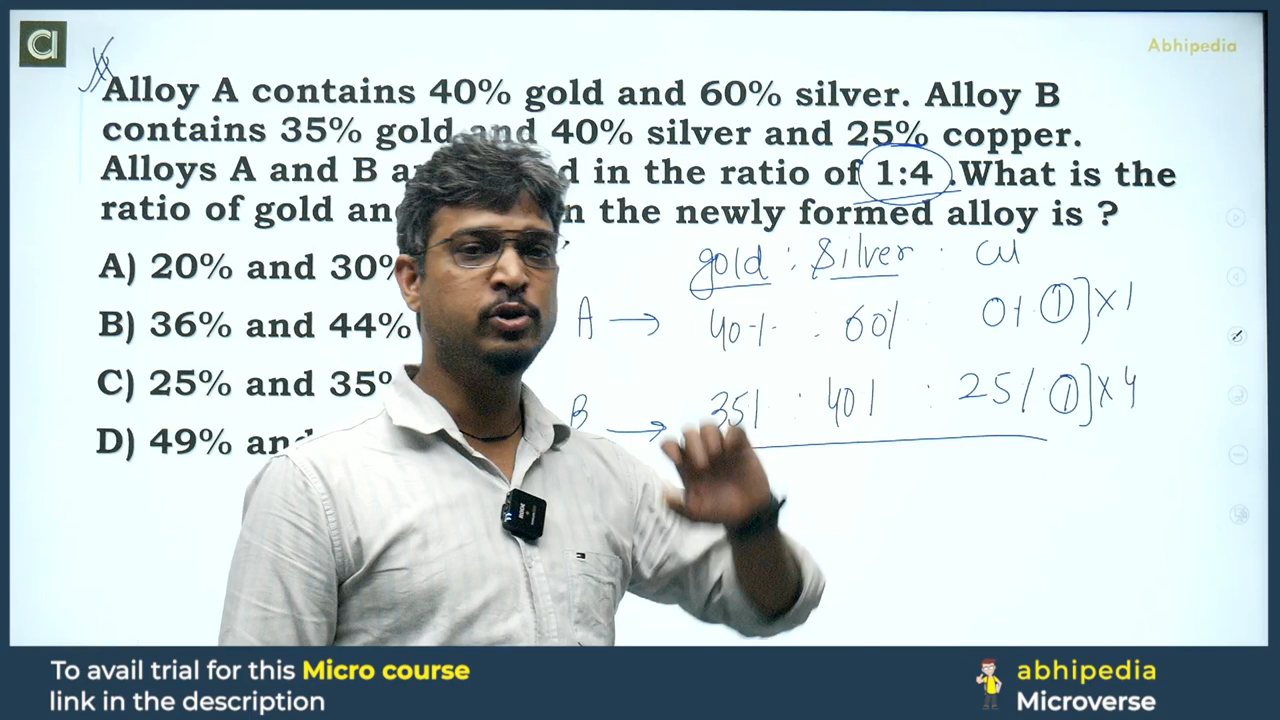 Abhipedia
Alloy A contains 40% gold and 60% silver. Alloy B
contains 35% gold and 40% silver and 25% copper.
Alloys A and B in the ratio of 1:4 .What is the
ratio of gold the newly formed alloy is ?
gold : Silver : Cu
A) 20% and 30%
A → 40% : 60% 0% 1 ] × 1
B) 36% and 44%
C) 25% and 35%
B → 35% : 40% : 25% 1 ] × 4
D) 49%
To avail trial for this Micro course
link in the description
abhipedia
Microverse